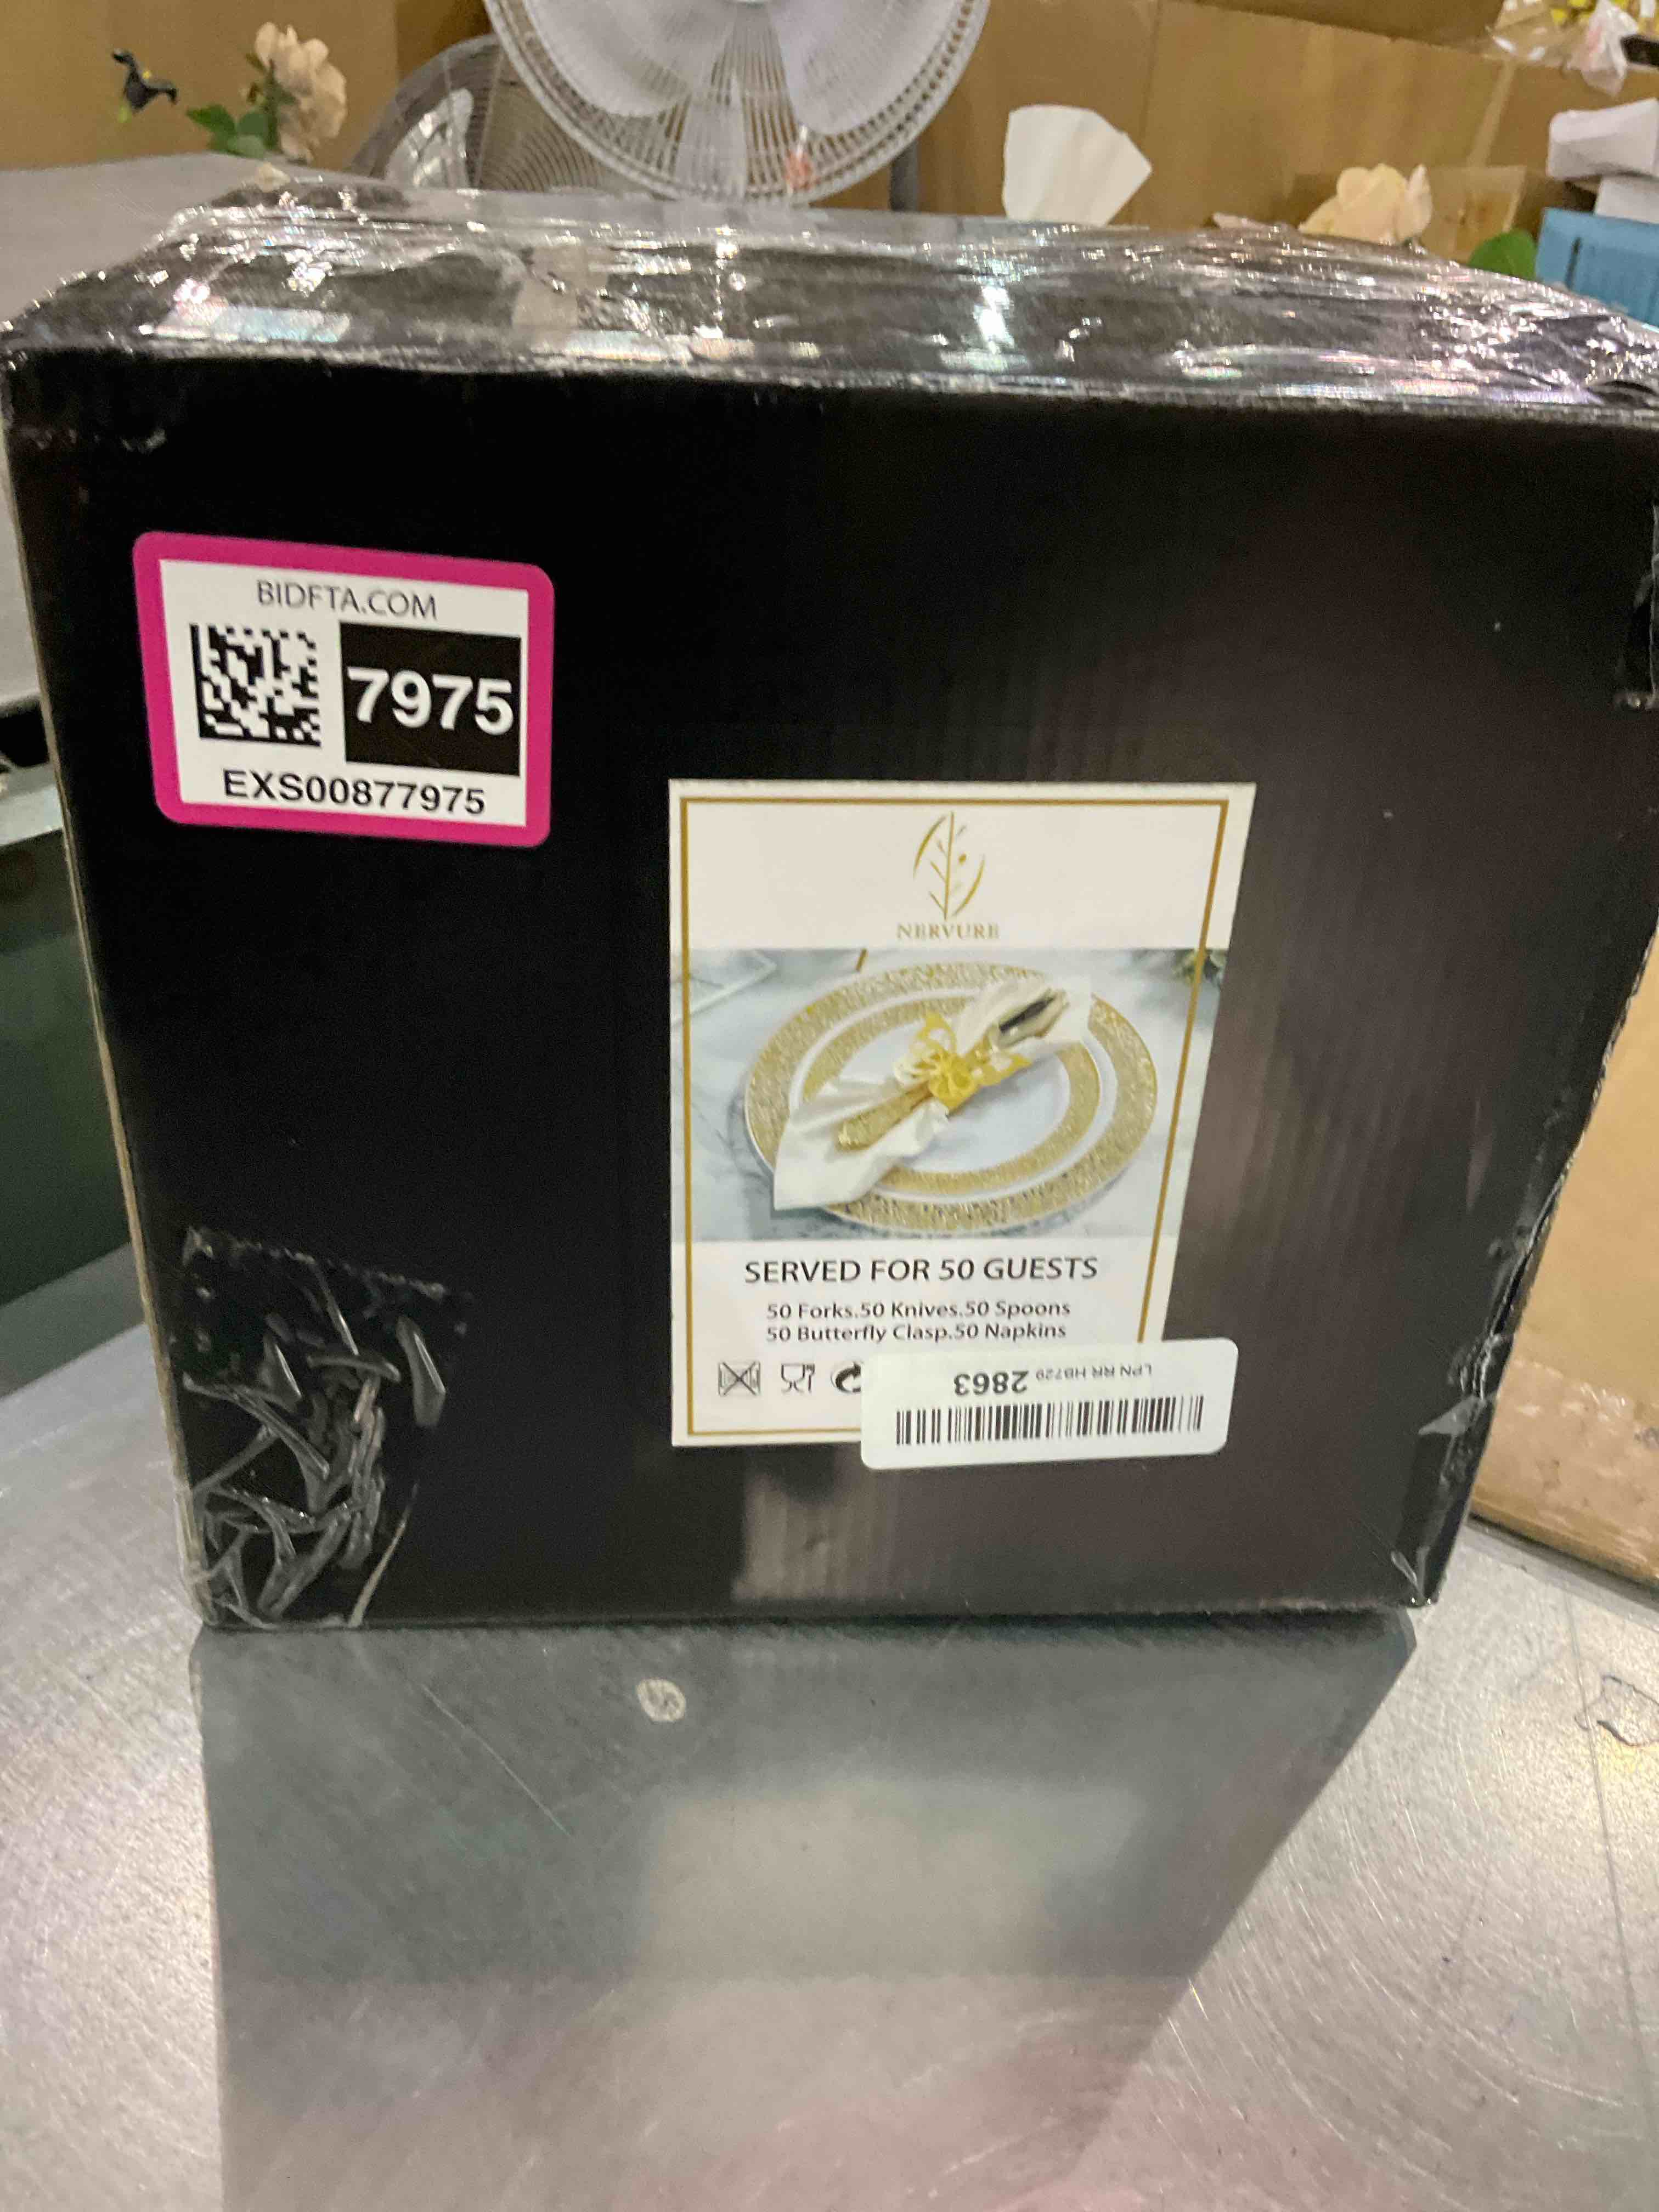 BIDFTA.COM
7975
EXS00877975
NERVURE
SERVED FOR 50 GUESTS
50 Forks.50 Knives.50 Spoons
50 Butterfly Clasp.50 Napkins
LPN RR HB729 2863